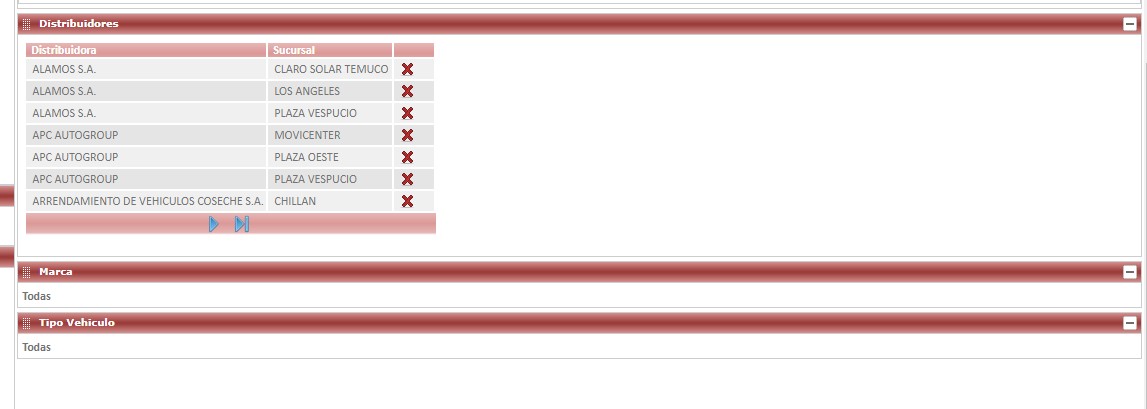 Distribuidores
Distribuidora Sucursal
ALAMOS S.A. CLARO SOLAR TEMUCO
ALAMOS S.A. LOS ANGELES
ALAMOS S.A. PLAZA VESPUCIO
APC AUTOGROUP MOVICENTER
APC AUTOGROUP PLAZA OESTE
APC AUTOGROUP PLAZA VESPUCIO
ARRENDAMIENTO DE VEHICULOS COSECHE S.A. CHILLAN
Marca
Todas
Tipo Vehiculo
Todas